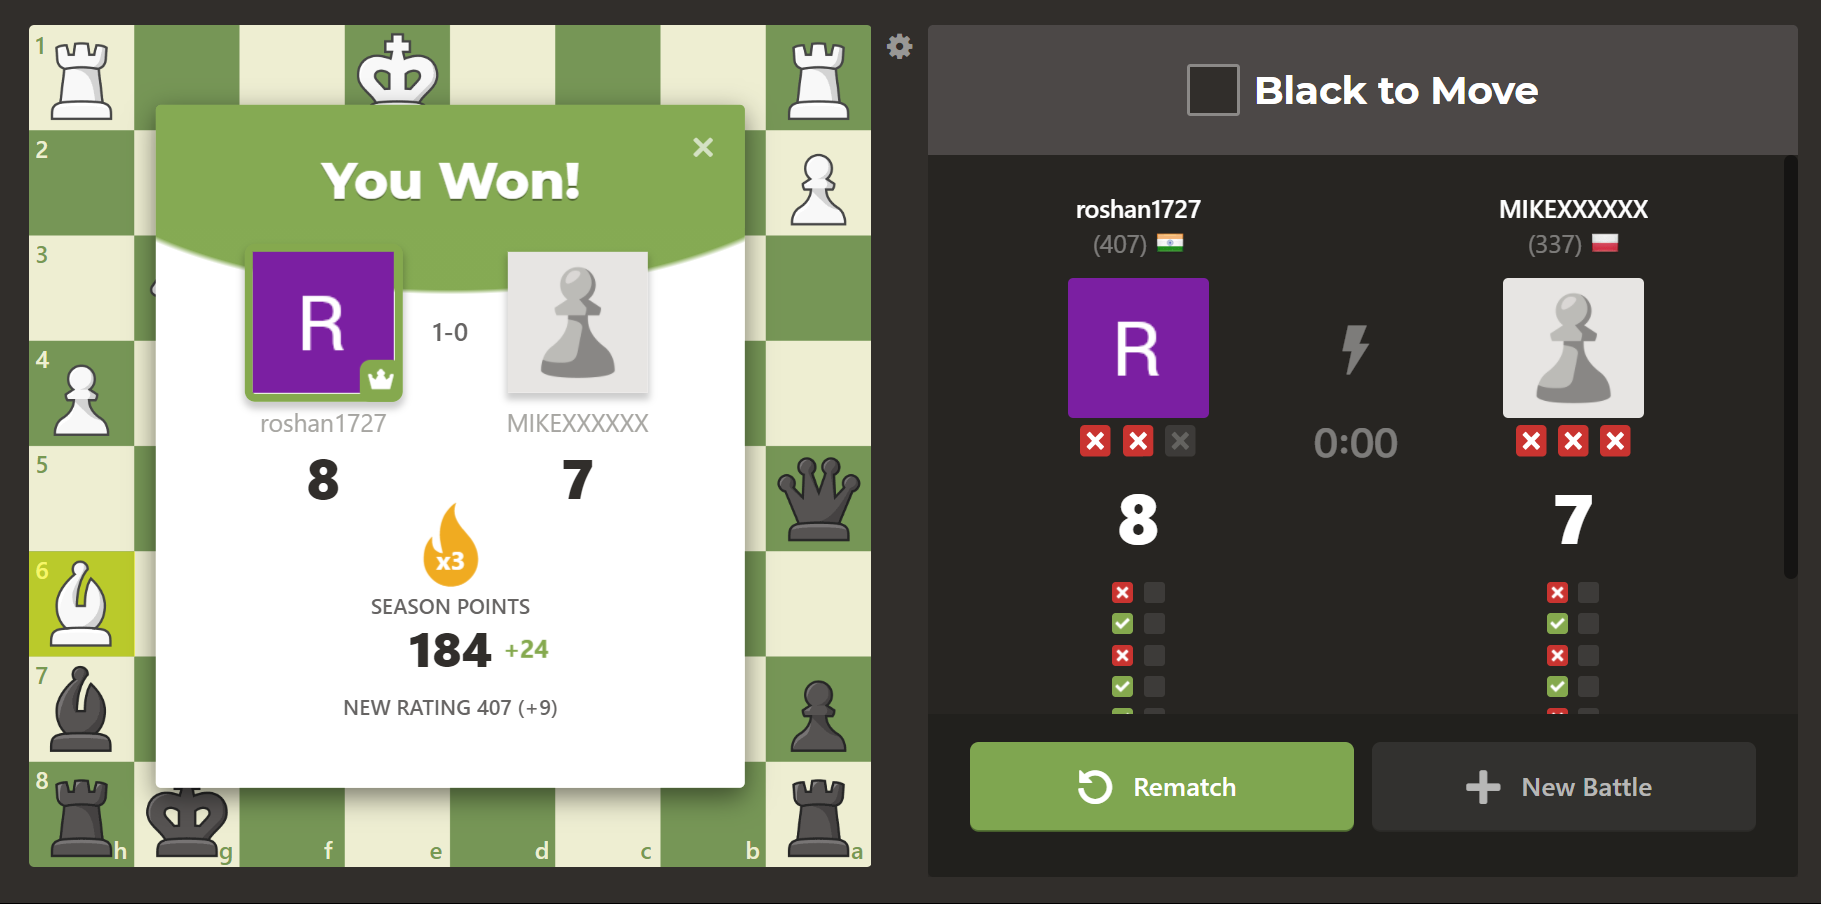 1
2
3
4
5
6
7
8
h
g
f
e
d
c
b
a
You Won!
R
1-0
roshan1727
MIKEXXXXXX
8
7
x3
SEASON POINTS
184 +24
NEW RATING 407 (+9)
Black to Move
roshan1727
(407)
MIKEXXXXXX
(337)
R
0:00
8
7
Rematch
New Battle